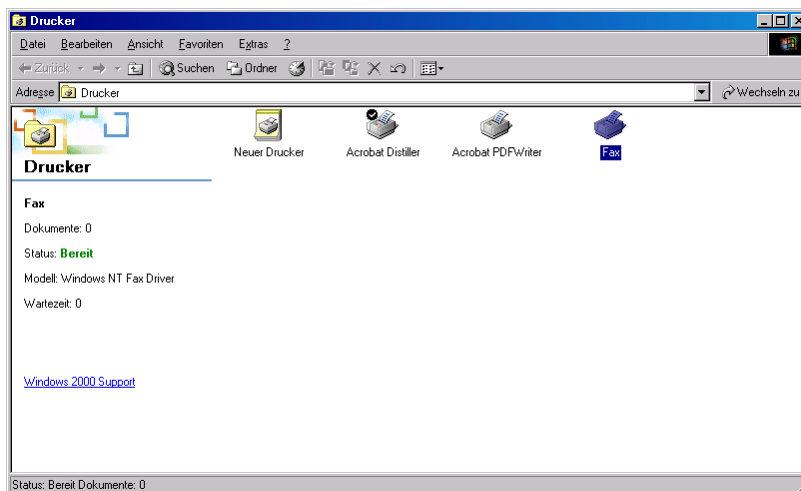 Drucker
Datei Bearbeiten Ansicht Favoriten Extras ?
Zurück Suchen Ordner
Adresse Drucker Wechseln zu
Neuer Drucker Acrobat Distiller Acrobat PDFWriter Fax
Drucker
Fax
Dokumente: 0
Status: Bereit
Modell: Windows NT Fax Driver
Wartezeit: 0
Windows 2000 Support
Status: Bereit Dokumente: 0